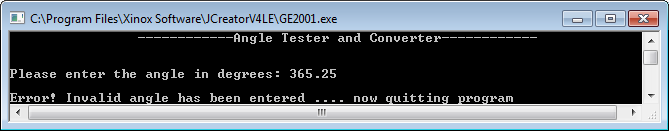 C:\Program Files\Xinox Software\JCreatorV4LE\GE2001.exe
------------Angle Tester and Converter------------
Please enter the angle in degrees: 365.25
Error! Invalid angle has been entered .... now quitting program